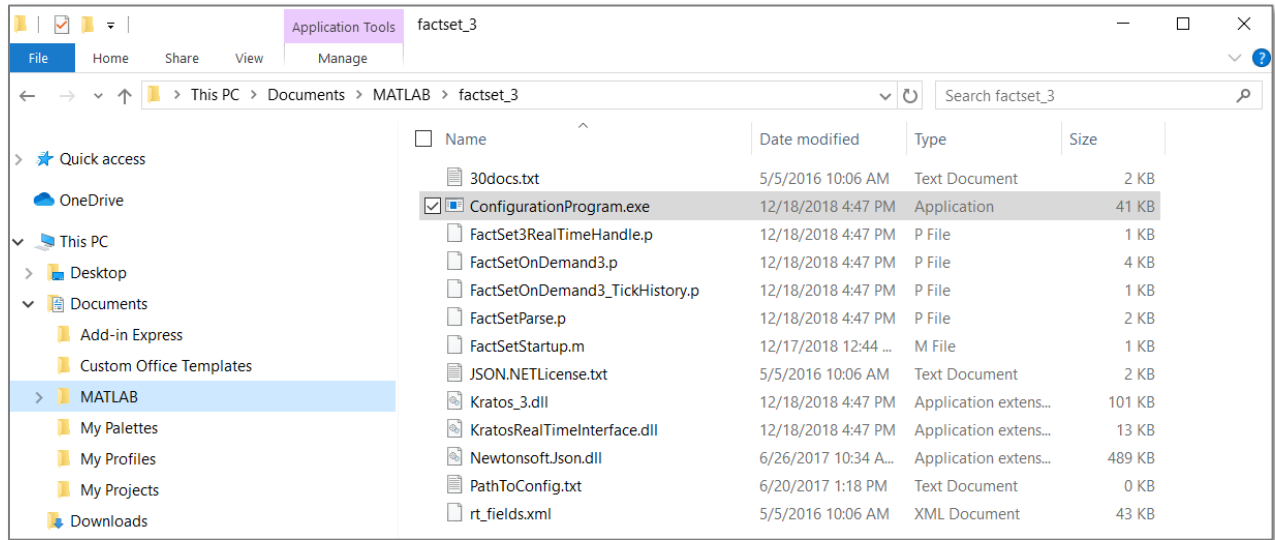 Application Tools factset_3
File Home Share View Manage
This PC > Documents > MATLAB > factset_3 Search factset_3
Name Date modified Type Size
Quick access
OneDrive
This PC
Desktop
Documents
Add-in Express
Custom Office Templates
MATLAB
My Palettes
My Profiles
My Projects
Downloads
30docs.txt 5/5/2016 10:06 AM Text Document 2 KB
ConfigurationProgram.exe 12/18/2018 4:47 PM Application 41 KB
FactSet3RealTimeHandle.p 12/18/2018 4:47 PM P File 1 KB
FactSetOnDemand3.p 12/18/2018 4:47 PM P File 4 KB
FactSetOnDemand3_TickHistory.p 12/18/2018 4:47 PM P File 1 KB
FactSetParse.p 12/18/2018 4:47 PM P File 2 KB
FactSetStartup.m 12/17/2018 12:44 ... M File 1 KB
JSON.NETLicense.txt 5/5/2016 10:06 AM Text Document 2 KB
Kratos_3.dll 12/18/2018 4:47 PM Application extens... 101 KB
KratosRealTimeInterface.dll 12/18/2018 4:47 PM Application extens... 13 KB
Newtonsoft.Json.dll 6/26/2017 10:34 A... Application extens... 489 KB
PathToConfig.txt 6/20/2017 1:18 PM Text Document 0 KB
rt_fields.xml 5/5/2016 10:06 AM XML Document 43 KB